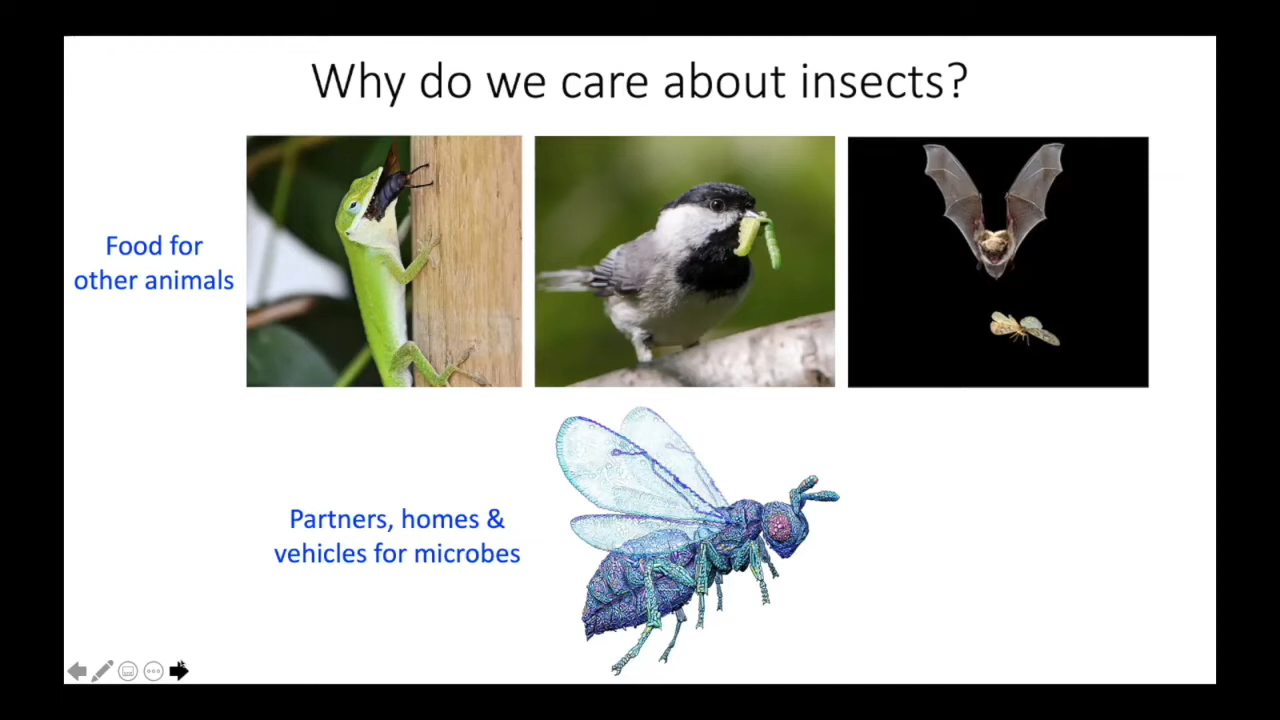 Why do we care about insects?
Food for
other animals
Partners, homes &
vehicles for microbes